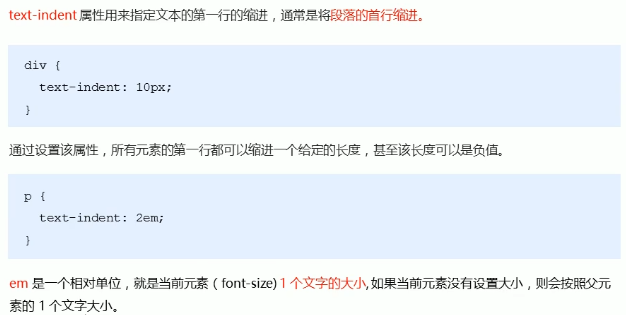 text-indent 属性用来指定文本的第一行的缩进，通常是将段落的首行缩进。
div {
  text-indent: 10px;
}
通过设置该属性，所有元素的第一行都可以缩进一个给定的长度，甚至该长度可以是负值。
p {
  text-indent: 2em;
}
em 是一个相对单位，就是当前元素（font-size) 1 个文字的大小, 如果当前元素没有设置大小，则会按照父元
素的 1 个文字大小。